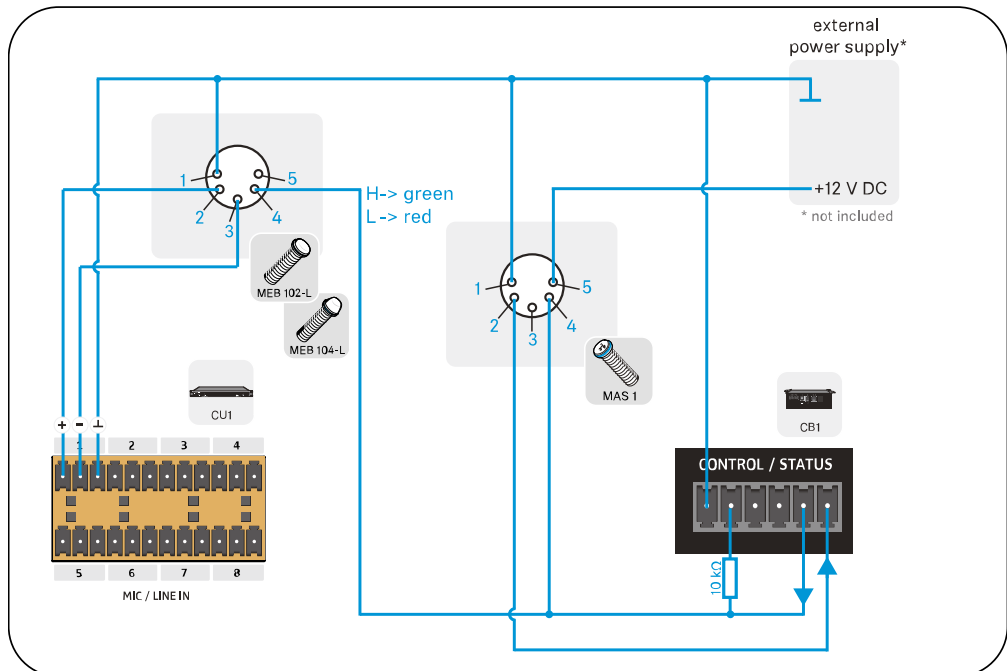 external
power supply*
+12 V DC
* not included
1
5
2
4
3
H-> green
L-> red
MEB 102-L
MEB 104-L
1
5
2
4
3
MAS 1
CU1
CB1
+ - ⊥
1 2 3 4
5 6 7 8
MIC / LINE IN
CONTROL / STATUS
10 kΩ